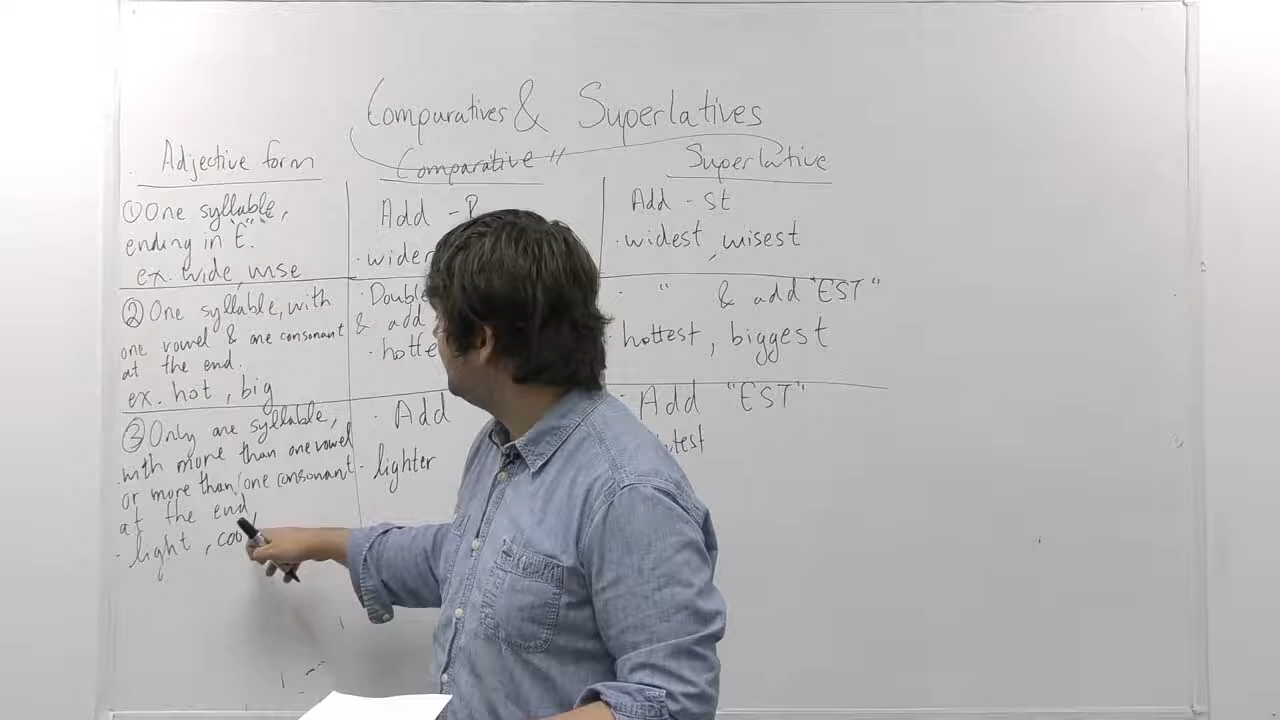 Comparatives & Superlatives
Adjective form
① One syllable,
ending in "E".
ex. wide, wise
② One syllable, with
one vowel & one consonant
at the end.
ex. hot, big
③ Only one syllable,
with more than one vowel
or more than one consonant
at the end,
· light,
Comparative
Add -R
· wider
· Double
& add
· hotte
· Add
· lighter
Superlative
Add - St
· widest, wisest
- " & add "EST"
· hottest, biggest
· Add "EST"